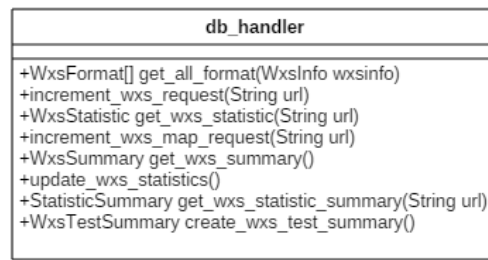 db_handler
+WxsFormat[] get_all_format(WxsInfo wxsinfo)
+increment_wxs_request(String url)
+WxsStatistic get_wxs_statistic(String url)
+increment_wxs_map_request(String url)
+WxsSummary get_wxs_summary()
+update_wxs_statistics()
+StatisticSummary get_wxs_statistic_summary(String url)
+WxsTestSummary create_wxs_test_summary()